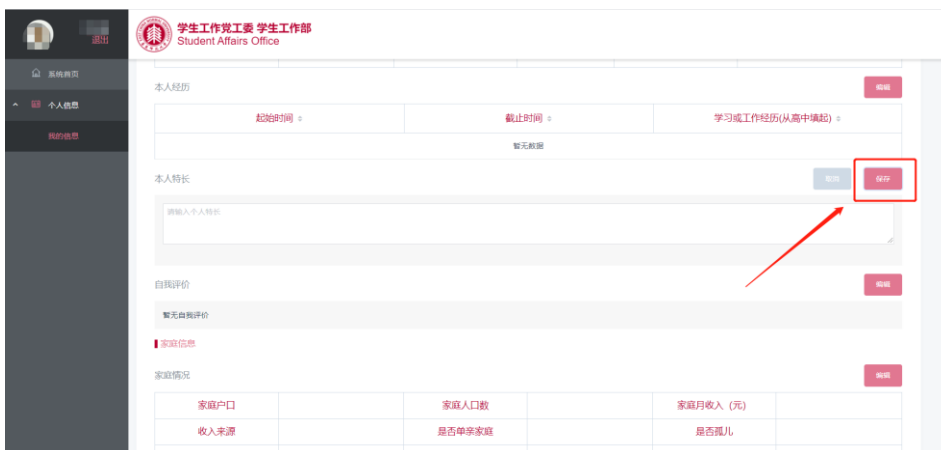 退出
学生工作党工委 学生工作部
Student Affairs Office
系统首页
个人信息
我的信息
本人经历
编辑
起始时间
截止时间
学习或工作经历(从高中填起)
暂无数据
本人特长
取消
保存
请输入个人特长
自我评价
编辑
暂无自我评价
家庭信息
家庭情况
编辑
家庭户口
家庭人口数
家庭月收入（元）
收入来源
是否单亲家庭
是否孤儿